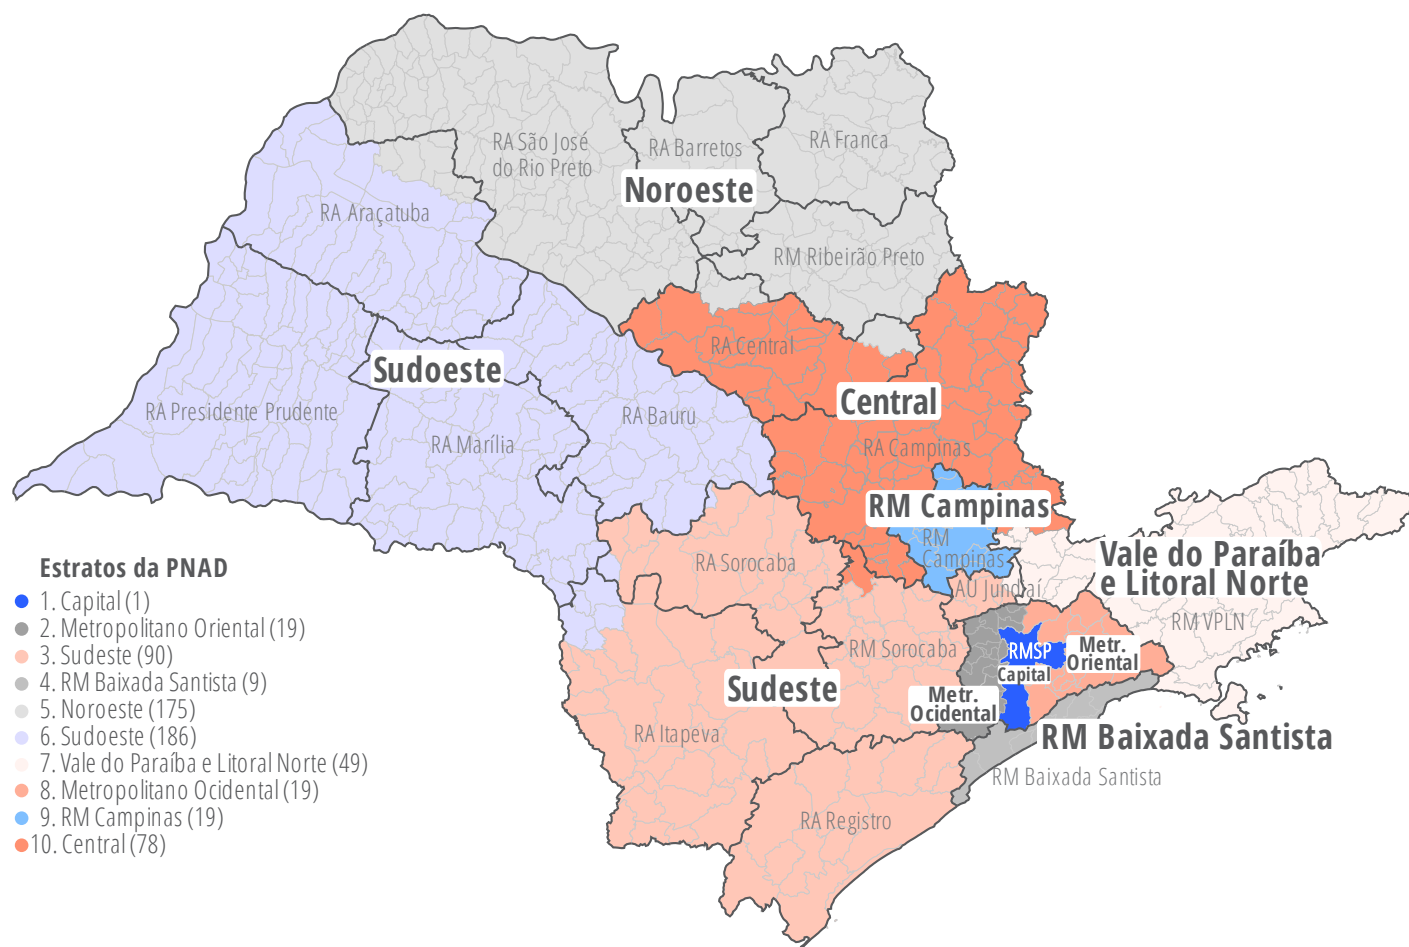 RA São José
do Rio Preto
RA Barretos
RA Franca
Noroeste
RA Araçatuba
RM Ribeirão Preto
RA Central
Sudoeste
Central
RA Presidente Prudente
RA Marília
RA Bauru
RA Campinas
RM Campinas
RM
Campinas
Vale do Paraíba
e Litoral Norte
RA Sorocaba
AU Jundiaí
RM VPLN
RM Sorocaba
RMSP
Metr.
Oriental
Capital
Sudeste
Metr.
Ocidental
RA Itapeva
RM Baixada Santista
RM Baixada Santista
RA Registro
Estratos da PNAD
1. Capital (1)
2. Metropolitano Oriental (19)
3. Sudeste (90)
4. RM Baixada Santista (9)
5. Noroeste (175)
6. Sudoeste (186)
7. Vale do Paraíba e Litoral Norte (49)
8. Metropolitano Ocidental (19)
9. RM Campinas (19)
10. Central (78)